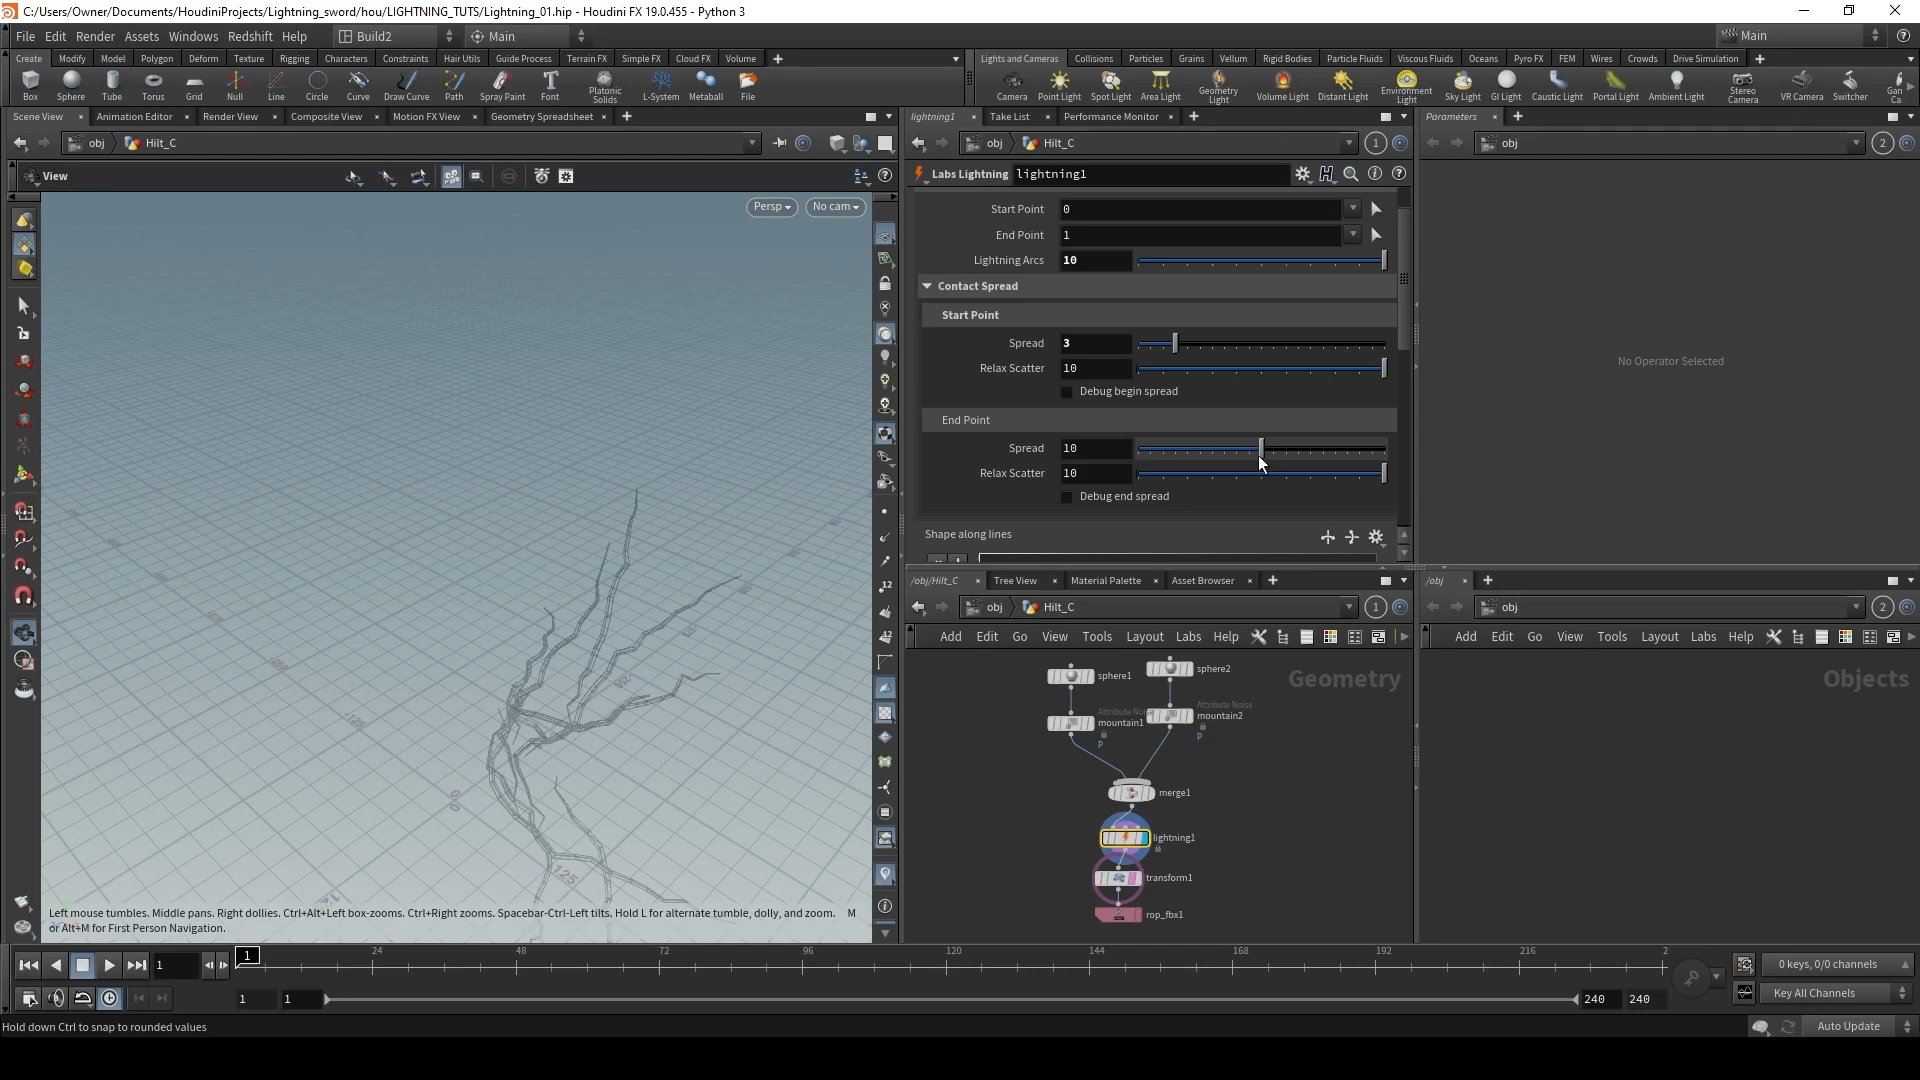 C:/Users/Owner/Documents/HoudiniProjects/Lightning_sword/hou/LIGHTNING_TUTS/Lightning_01.hip - Houdini FX 19.0.455 - Python 3
File Edit Render Assets Windows Redshift Help Build2 Main Main
Create Modify Model Polygon Deform Texture Rigging Characters Constraints Hair Utils Guide Process Terrain FX Simple FX Cloud FX Volume
Lights and Cameras Collisions Particles Grains Vellum Rigid Bodies Particle Fluids Viscous Fluids Oceans Pyro FX FEM Wires Crowds Drive Simulation
Box Sphere Tube Torus Grid Null Line Circle Curve Draw Curve Path Spray Paint Font Platonic Solids L-System Metaball File
Camera Point Light Spot Light Area Light Geometry Light Volume Light Distant Light Environment Light Sky Light GI Light Caustic Light Portal Light Ambient Light Stereo Camera VR Camera Switcher Gan Ca
Scene View Animation Editor Render View Composite View Motion FX View Geometry Spreadsheet
lightning1 Take List Performance Monitor
Parameters
obj Hilt_C
obj Hilt_C 1
obj 2
View
Labs Lightning lightning1
Persp No cam
Start Point 0
End Point 1
Lightning Arcs 10
Contact Spread
Start Point
Spread 3
Relax Scatter 10
Debug begin spread
End Point
Spread 10
Relax Scatter 10
Debug end spread
Shape along lines
No Operator Selected
/obj/Hilt_C Tree View Material Palette Asset Browser
/obj
obj Hilt_C 1
obj 2
Add Edit Go View Tools Layout Labs Help
Add Edit Go View Tools Layout Labs Help
Geometry
Objects
sphere1
sphere2
Attribute Noise
mountain1
P
Attribute Noise
mountain2
P
merge1
lightning1
transform1
rop_fbx1
-125
125
12
12
Left mouse tumbles. Middle pans. Right dollies. Ctrl+Alt+Left box-zooms. Ctrl+Right zooms. Spacebar-Ctrl-Left tilts. Hold L for alternate tumble, dolly, and zoom. M
or Alt+M for First Person Navigation.
1 1 24 48 72 96 120 144 168 192 216 2
0 keys, 0/0 channels
1 1 240 240
Key All Channels
Hold down Ctrl to snap to rounded values
Auto Update